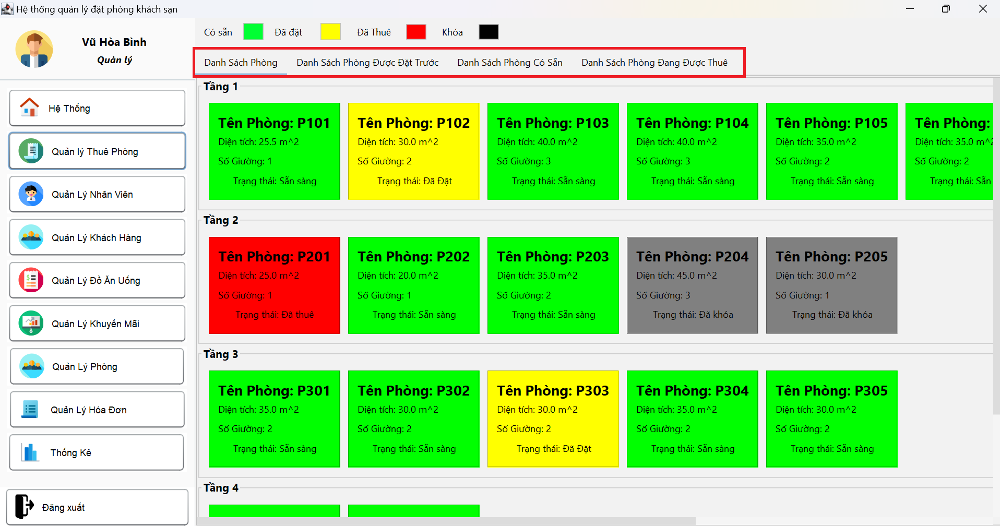 Hệ thống quản lý đặt phòng khách sạn
Vũ Hòa Bình
Quản lý
Hệ Thống
Quản lý Thuê Phòng
Quản Lý Nhân Viên
Quản Lý Khách Hàng
Quản Lý Đồ Ăn Uống
Quản Lý Khuyến Mãi
Quản Lý Phòng
Quản Lý Hóa Đơn
Thống Kê
Đăng xuất
Có sẵn Đã đặt Đã Thuê Khóa
Danh Sách Phòng Danh Sách Phòng Được Đặt Trước Danh Sách Phòng Có Sẵn Danh Sách Phòng Đang Được Thuê
Tầng 1
Tên Phòng: P101
Diện tích: 25.5 m^2
Số Giường: 1
Trạng thái: Sẵn sàng
Tên Phòng: P102
Diện tích: 30.0 m^2
Số Giường: 2
Trạng thái: Đã Đặt
Tên Phòng: P103
Diện tích: 40.0 m^2
Số Giường: 3
Trạng thái: Sẵn sàng
Tên Phòng: P104
Diện tích: 40.0 m^2
Số Giường: 3
Trạng thái: Sẵn sàng
Tên Phòng: P105
Diện tích: 35.0 m^2
Số Giường: 2
Trạng thái: Sẵn sàng
Tên Phòng:
Diện tích: 35.0 m^2
Số Giường: 2
Trạng thái: Sẵn
Tầng 2
Tên Phòng: P201
Diện tích: 25.0 m^2
Số Giường: 1
Trạng thái: Đã thuê
Tên Phòng: P202
Diện tích: 20.0 m^2
Số Giường: 1
Trạng thái: Sẵn sàng
Tên Phòng: P203
Diện tích: 35.0 m^2
Số Giường: 2
Trạng thái: Sẵn sàng
Tên Phòng: P204
Diện tích: 45.0 m^2
Số Giường: 3
Trạng thái: Đã khóa
Tên Phòng: P205
Diện tích: 30.0 m^2
Số Giường: 1
Trạng thái: Đã khóa
Tầng 3
Tên Phòng: P301
Diện tích: 35.0 m^2
Số Giường: 2
Trạng thái: Sẵn sàng
Tên Phòng: P302
Diện tích: 30.0 m^2
Số Giường: 2
Trạng thái: Sẵn sàng
Tên Phòng: P303
Diện tích: 30.0 m^2
Số Giường: 2
Trạng thái: Đã Đặt
Tên Phòng: P304
Diện tích: 35.0 m^2
Số Giường: 2
Trạng thái: Sẵn sàng
Tên Phòng: P305
Diện tích: 30.0 m^2
Số Giường: 2
Trạng thái: Sẵn sàng
Tầng 4